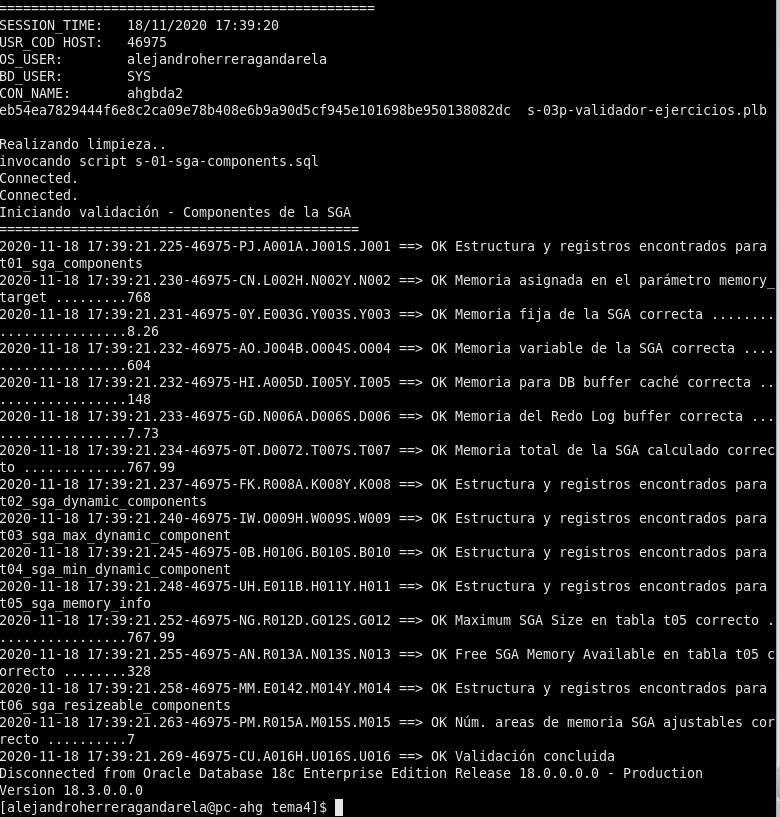 ===============================================
SESSION_TIME:   18/11/2020 17:39:20
USR_COD HOST:   46975
OS_USER:        alejandroherreragandarela
BD_USER:        SYS
CON_NAME:       ahgbda2
eb54ea7829444f6e8c2ca09e78b408e6b9a90d5cf945e101698be950138082dc  s-03p-validador-ejercicios.plb
Realizando limpieza..
invocando script s-01-sga-components.sql
Connected.
Connected.
Iniciando validación - Componentes de la SGA
=============================================
2020-11-18 17:39:21.225-46975-PJ.A001A.J001S.J001 ==> OK Estructura y registros encontrados para
t01_sga_components
2020-11-18 17:39:21.230-46975-CN.L002H.N002Y.N002 ==> OK Memoria asignada en el parámetro memory_
target .........768
2020-11-18 17:39:21.231-46975-0Y.E003G.Y003S.Y003 ==> OK Memoria fija de la SGA correcta ........
................8.26
2020-11-18 17:39:21.232-46975-AO.J004B.O004S.O004 ==> OK Memoria variable de la SGA correcta ....
................604
2020-11-18 17:39:21.232-46975-HI.A005D.I005Y.I005 ==> OK Memoria para DB buffer caché correcta ..
................148
2020-11-18 17:39:21.233-46975-GD.N006A.D006S.D006 ==> OK Memoria del Redo Log buffer correcta ...
................7.73
2020-11-18 17:39:21.234-46975-0T.D0072.T007S.T007 ==> OK Memoria total de la SGA calculado correc
to .............767.99
2020-11-18 17:39:21.237-46975-FK.R008A.K008Y.K008 ==> OK Estructura y registros encontrados para
t02_sga_dynamic_components
2020-11-18 17:39:21.240-46975-IW.O009H.W009S.W009 ==> OK Estructura y registros encontrados para
t03_sga_max_dynamic_component
2020-11-18 17:39:21.245-46975-0B.H010G.B010S.B010 ==> OK Estructura y registros encontrados para
t04_sga_min_dynamic_component
2020-11-18 17:39:21.248-46975-UH.E011B.H011Y.H011 ==> OK Estructura y registros encontrados para
t05_sga_memory_info
2020-11-18 17:39:21.252-46975-NG.R012D.G012S.G012 ==> OK Maximum SGA Size en tabla t05 correcto .
................767.99
2020-11-18 17:39:21.255-46975-AN.R013A.N013S.N013 ==> OK Free SGA Memory Available en tabla t05 c
orrecto ........328
2020-11-18 17:39:21.258-46975-MM.E0142.M014Y.M014 ==> OK Estructura y registros encontrados para
t06_sga_resizeable_components
2020-11-18 17:39:21.263-46975-PM.R015A.M015S.M015 ==> OK Núm. areas de memoria SGA ajustables cor
recto ..........7
2020-11-18 17:39:21.269-46975-CU.A016H.U016S.U016 ==> OK Validación concluida
Disconnected from Oracle Database 18c Enterprise Edition Release 18.0.0.0.0 - Production
Version 18.3.0.0.0
[alejandroherreragandarela@pc-ahg tema4]$